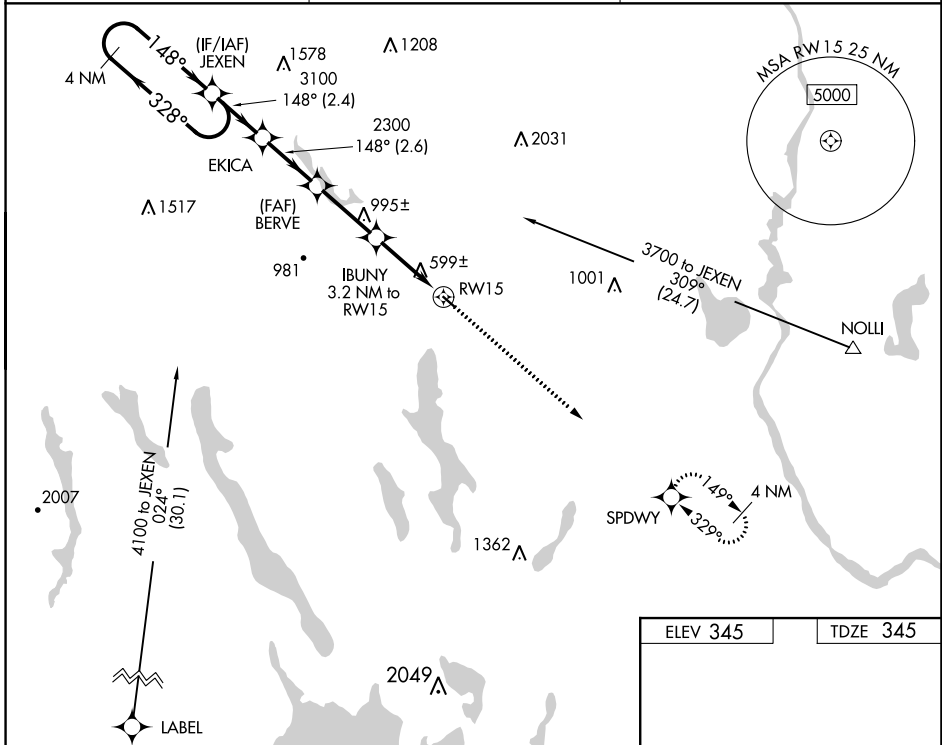 (IF/IAF)
JEXEN
148°
4 NM
328°
1578
1208
3100
148° (2.4)
2300
148° (2.6)
EKICA
2031
MSA RW15 25 NM
5000
1517
(FAF)
BERVE
995±
981
IBUNY
3.2 NM to
RW15
599±
RW15
1001
3700 to JEXEN
309°
(24.7)
NOLLI
4100 to JEXEN
024°
(30.1)
2007
SPDWY
149°
329°
4 NM
1362
2049
LABEL
ELEV 345
TDZE 345